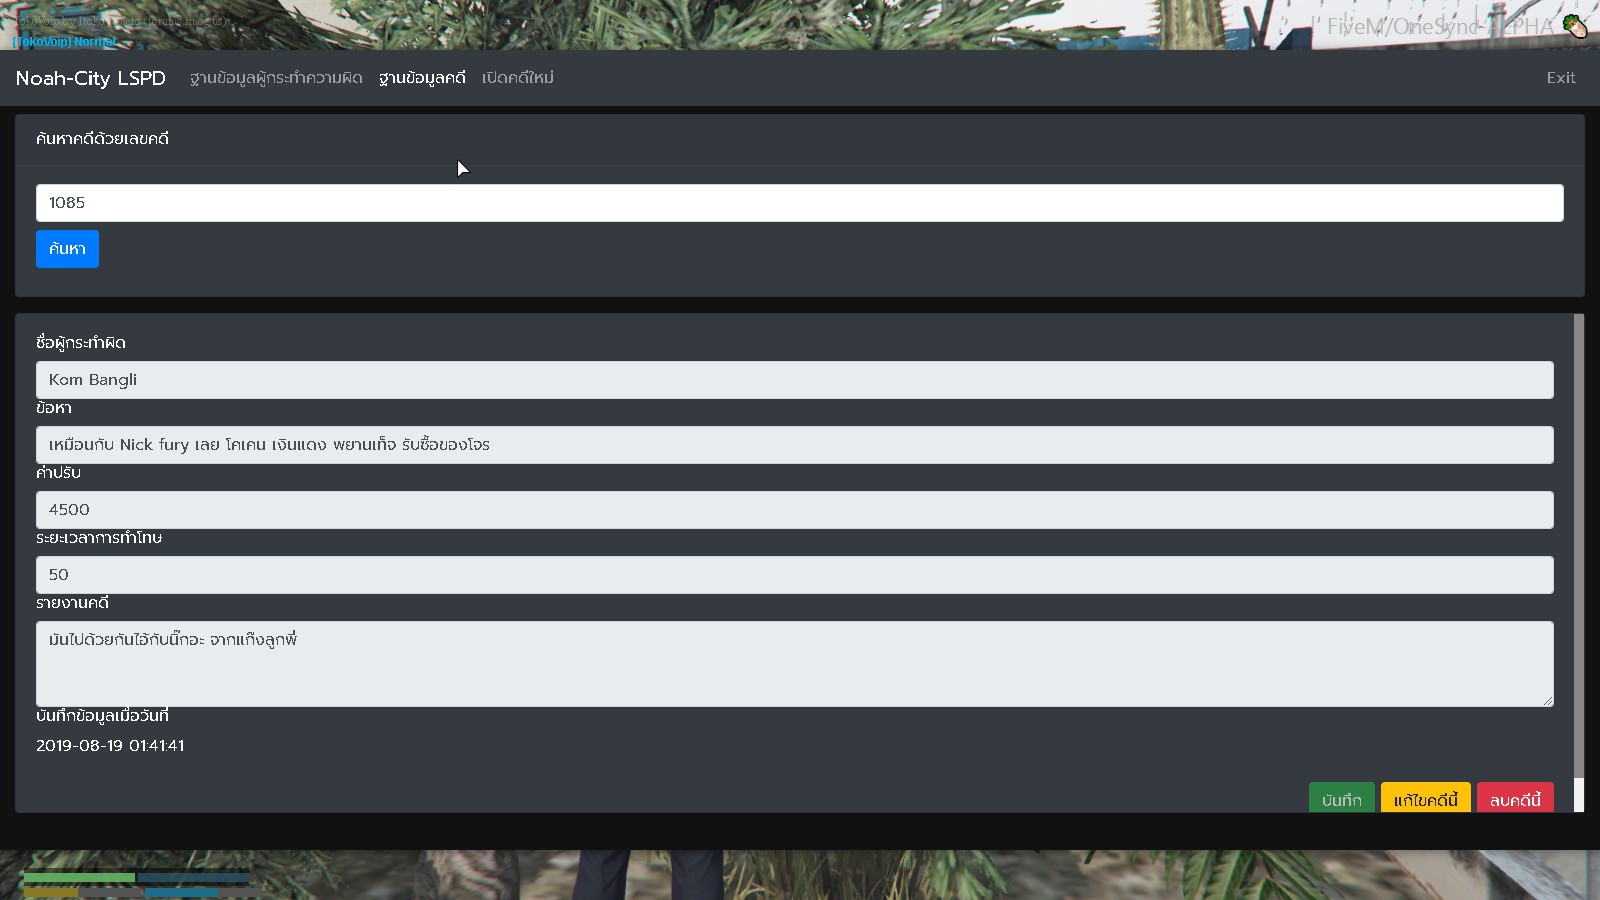 FiveM/OneSync-ALPHA
[TokoVoip] Normal
Noah-City LSPD ฐานข้อมูลผู้กระทำความผิด ฐานข้อมูลคดี เปิดคดีใหม่ Exit
ค้นหาคดีด้วยเลขคดี
1085
ค้นหา
ชื่อผู้กระทำผิด
Kom Bangli
ข้อหา
เหมือนกับ Nick fury เลย โคเคน เงินแดง พยานเท็จ รับซื้อของโจร
ค่าปรับ
4500
ระยะเวลาการทำโทษ
50
รายงานคดี
มันไปด้วยกันไอ้กับนิ๊กอะ จากแก๊งลูกพี่
บันทึกข้อมูลเมื่อวันที่
2019-08-19 01:41:41
บันทึก แก้ไขคดีนี้ ลบคดีนี้